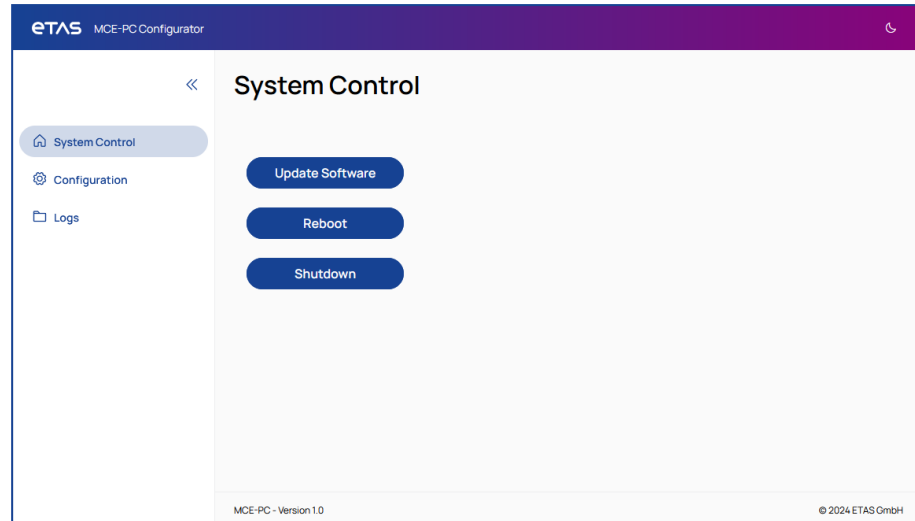 ETAS MCE-PC Configurator
System Control
System Control
Configuration
Logs
Update Software
Reboot
Shutdown
MCE-PC - Version 1.0
© 2024 ETAS GmbH